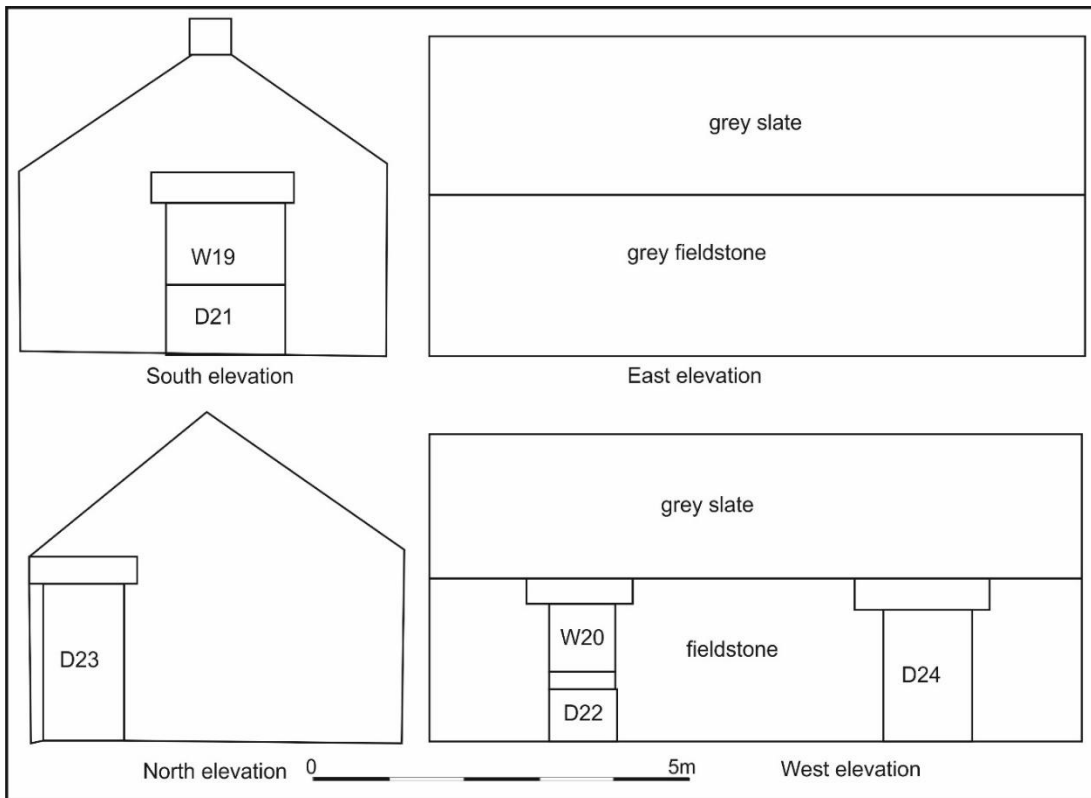 grey slate
W19
grey fieldstone
D21
South elevation
East elevation
grey slate
W20
fieldstone
D23
D24
D22
North elevation
0
5m
West elevation